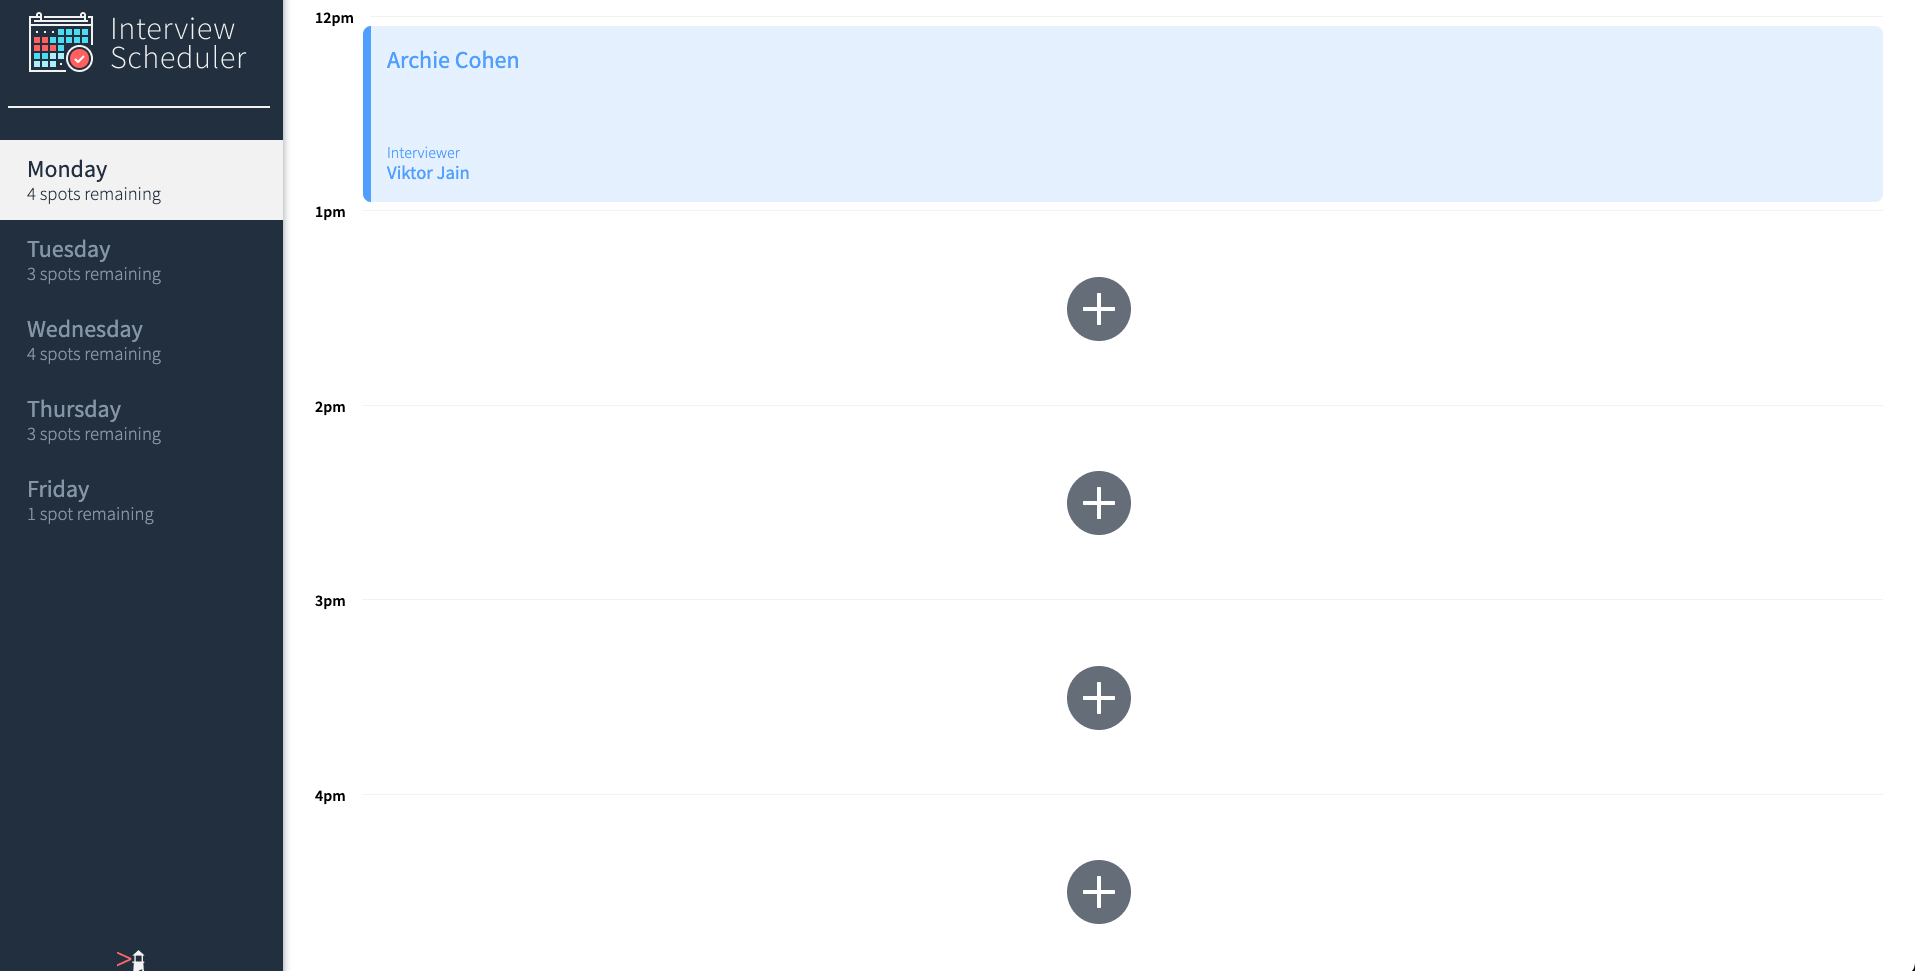 Interview
Scheduler
Monday
4 spots remaining
Tuesday
3 spots remaining
Wednesday
4 spots remaining
Thursday
3 spots remaining
Friday
1 spot remaining
12pm
Archie Cohen
Interviewer
Viktor Jain
1pm
2pm
3pm
4pm